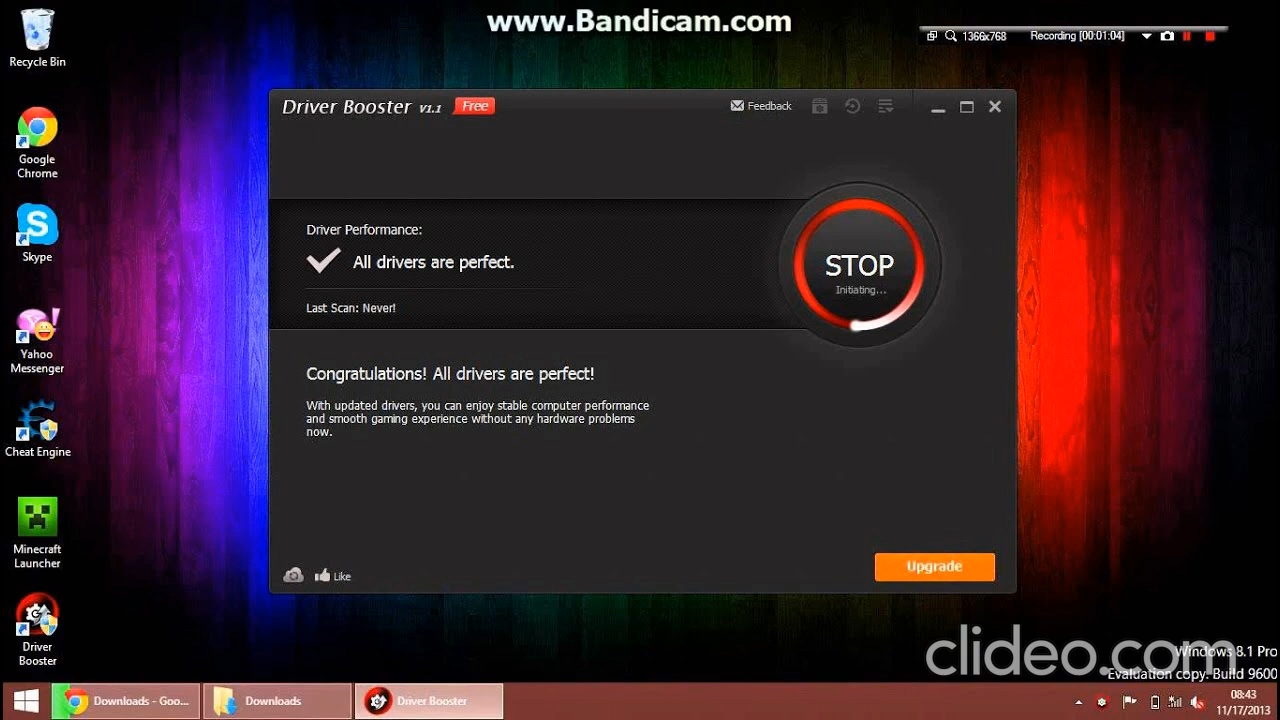 www.Bandicam.com
1366x768 Recording [00:01:04]
Recycle Bin
Google
Chrome
Skype
Yahoo
Messenger
Cheat Engine
Minecraft
Launcher
Driver
Booster
Driver Booster v1.1 Free
Feedback
Driver Performance:
All drivers are perfect.
Last Scan: Never!
STOP
Initiating...
Congratulations! All drivers are perfect!
With updated drivers, you can enjoy stable computer performance
and smooth gaming experience without any hardware problems
now.
Like
Upgrade
clideo.com
Windows 8.1 Pro
Evaluation copy. Build 9600
Downloads - Goo...
Downloads
Driver Booster
08:43
11/17/2013